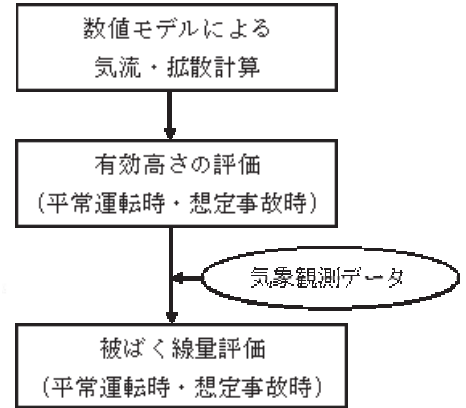 数値モデルによる
気流・拡散計算
有効高さの評価
(平常運転時・想定事故時)
気象観測データ
被ばく線量評価
(平常運転時・想定事故時)